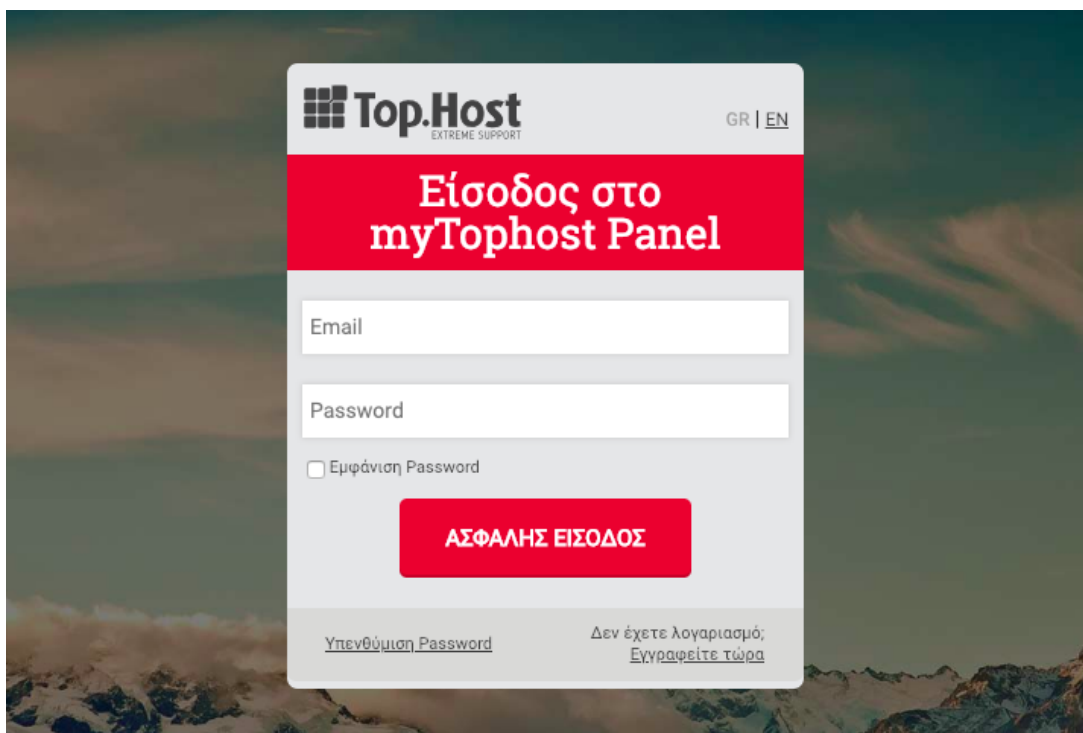 Top.Host
EXTREME SUPPORT
GR | EN
Είσοδος στο
myTophost Panel
Email
Password
Εμφάνιση Password
ΑΣΦΑΛΗΣ ΕΙΣΟΔΟΣ
Υπενθύμιση Password
Δεν έχετε λογαριασμό;
Εγγραφείτε τώρα